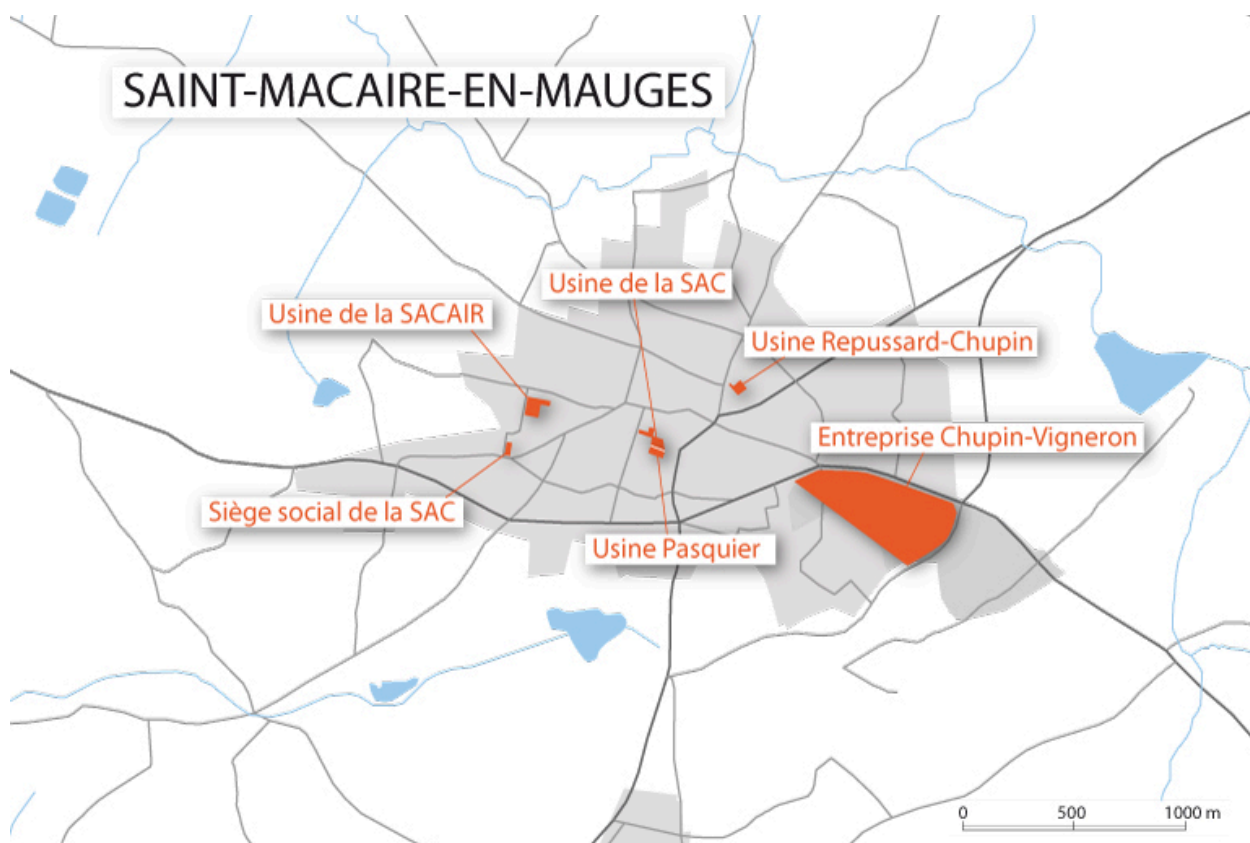 SAINT-MACAIRE-EN-MAUGES
Usine de la SAC
Usine de la SACAIR
Usine Repussard-Chupin
Entreprise Chupin-Vigneron
Siège social de la SAC
Usine Pasquier
0 500 1000 m